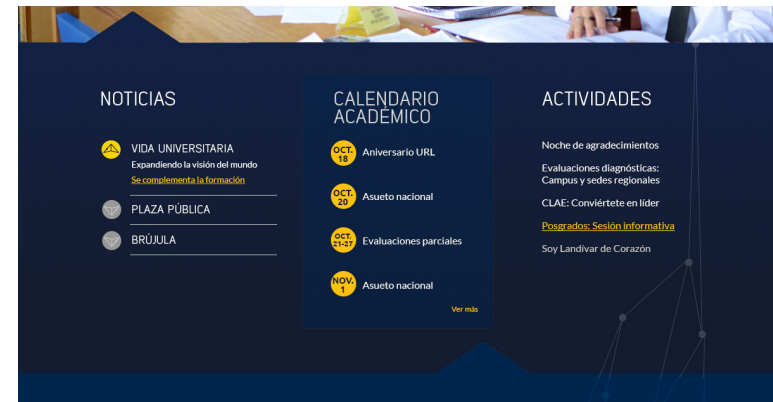 NOTICIAS
VIDA UNIVERSITARIA
Expandiendo la visión del mundo
Se complementa la formación
PLAZA PÚBLICA
BRÚJULA
CALENDARIO
ACADÉMICO
OCT.
18
Aniversario URL
OCT.
20
Asueto nacional
OCT.
21-27
Evaluaciones parciales
NOV.
1
Asueto nacional
Ver más
ACTIVIDADES
Noche de agradecimientos
Evaluaciones diagnósticas:
Campus y sedes regionales
CLAE: Conviértete en líder
Posgrados: Sesión informativa
Soy Landívar de Corazón